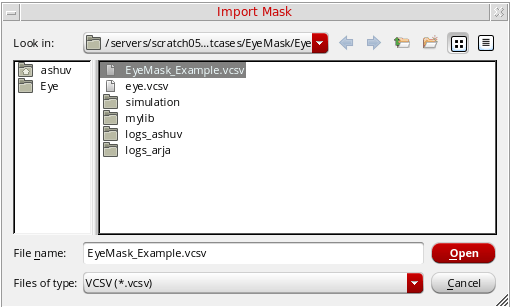 Import Mask
Look in: /servers/scratch05...tcases/EyeMask/Eye
ashuv
Eye
EyeMask_Example.vcsv
eye.vcsv
simulation
mylib
logs_ashuv
logs_arja
File name: EyeMask_Example.vcsv Open
Files of type: VCSV (*.vcsv) Cancel